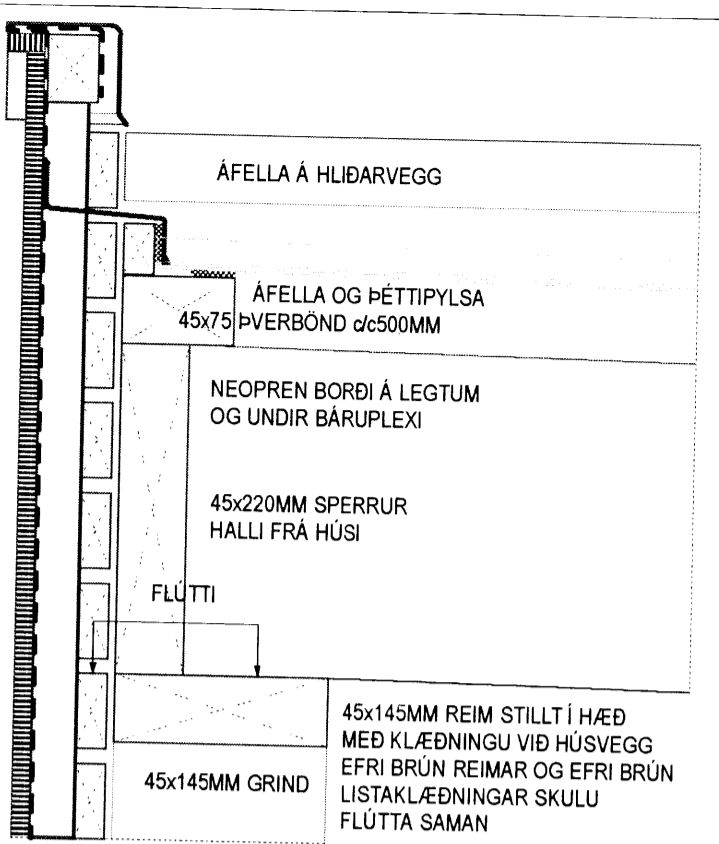 ÁFELLA Á HLIÐARVEGG
ÁFELLA OG ÞÉTTIPYLSA
45x75 ÞVERBÖND c/c500MM
NEOPREN BORÐI Á LEGTUM
OG UNDIR BÁRUPLEXI
45x220MM SPERRUR
HALLI FRÁ HÚSI
FLÚTTI
45x145MM REIM STILLT Í HÆÐ
MEÐ KLÆÐNINGU VIÐ HÚSVEGG
EFRI BRÚN REIMAR OG EFRI BRÚN
LISTAKLÆÐNINGAR SKULU
FLÚTTA SAMAN
45x145MM GRIND